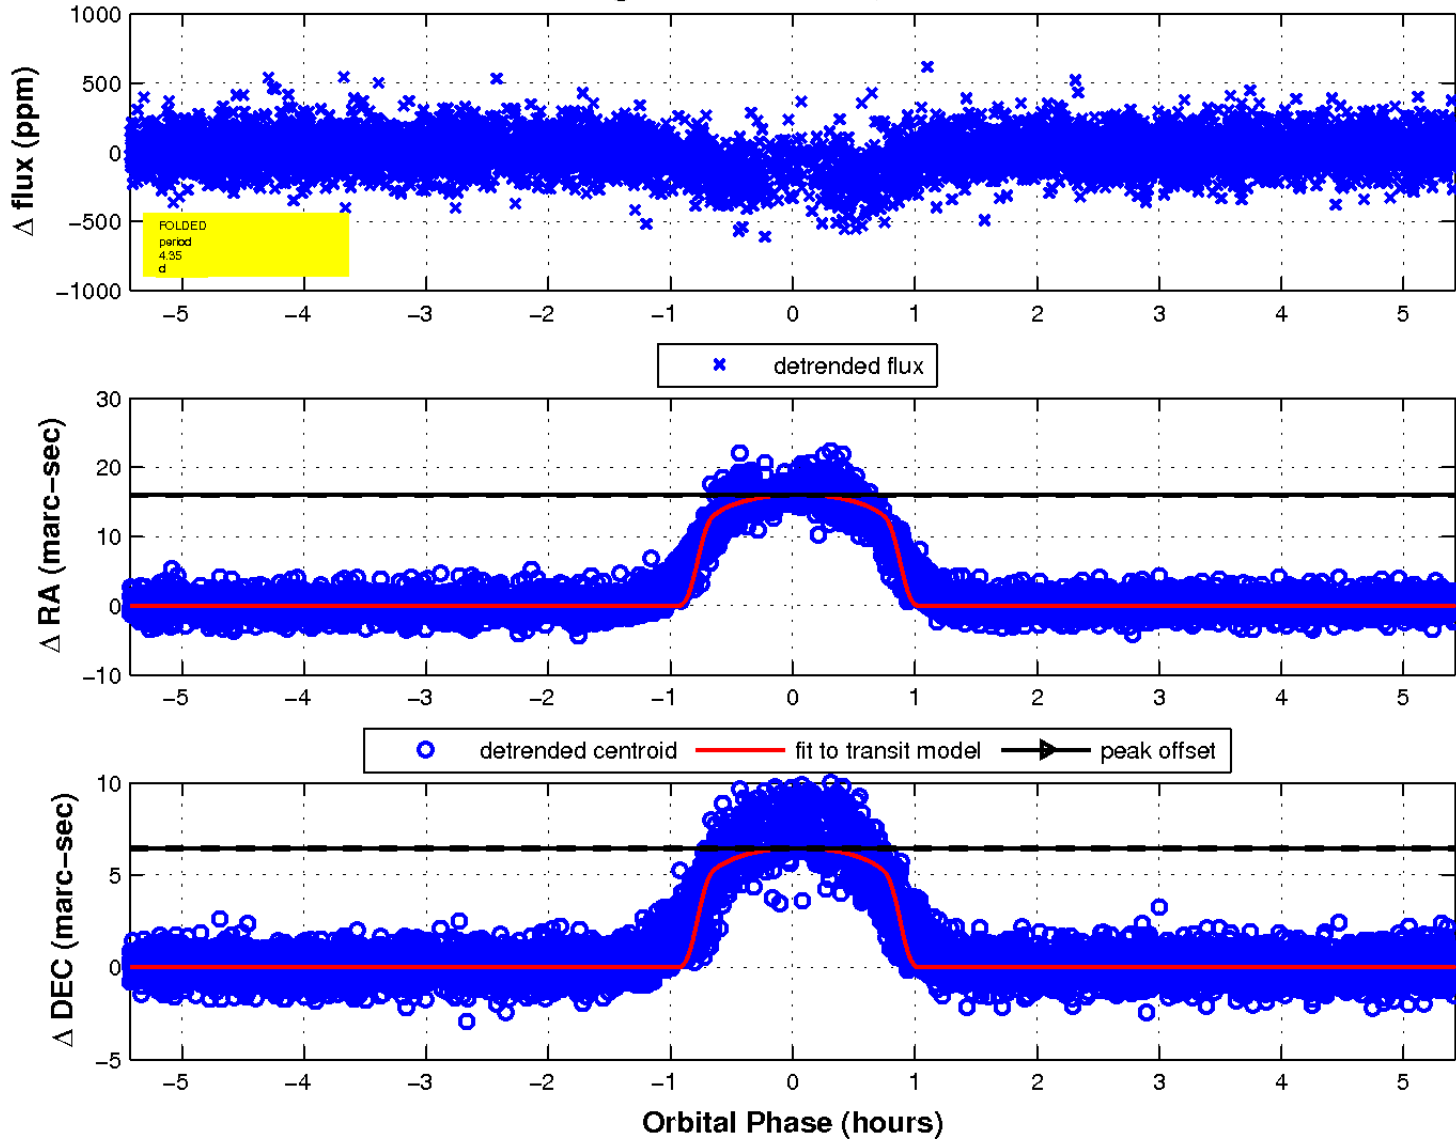 1000
500
0
−500
−1000
Δ flux (ppm)
FOLDED
period
4.35
d
−5 −4 −3 −2 −1 0 1 2 3 4 5
detrended flux
30
20
10
0
−10
Δ RA (marc−sec)
−5 −4 −3 −2 −1 0 1 2 3 4 5
detrended centroid fit to transit model peak offset
10
5
0
−5
Δ DEC (marc−sec)
−5 −4 −3 −2 −1 0 1 2 3 4 5
Orbital Phase (hours)